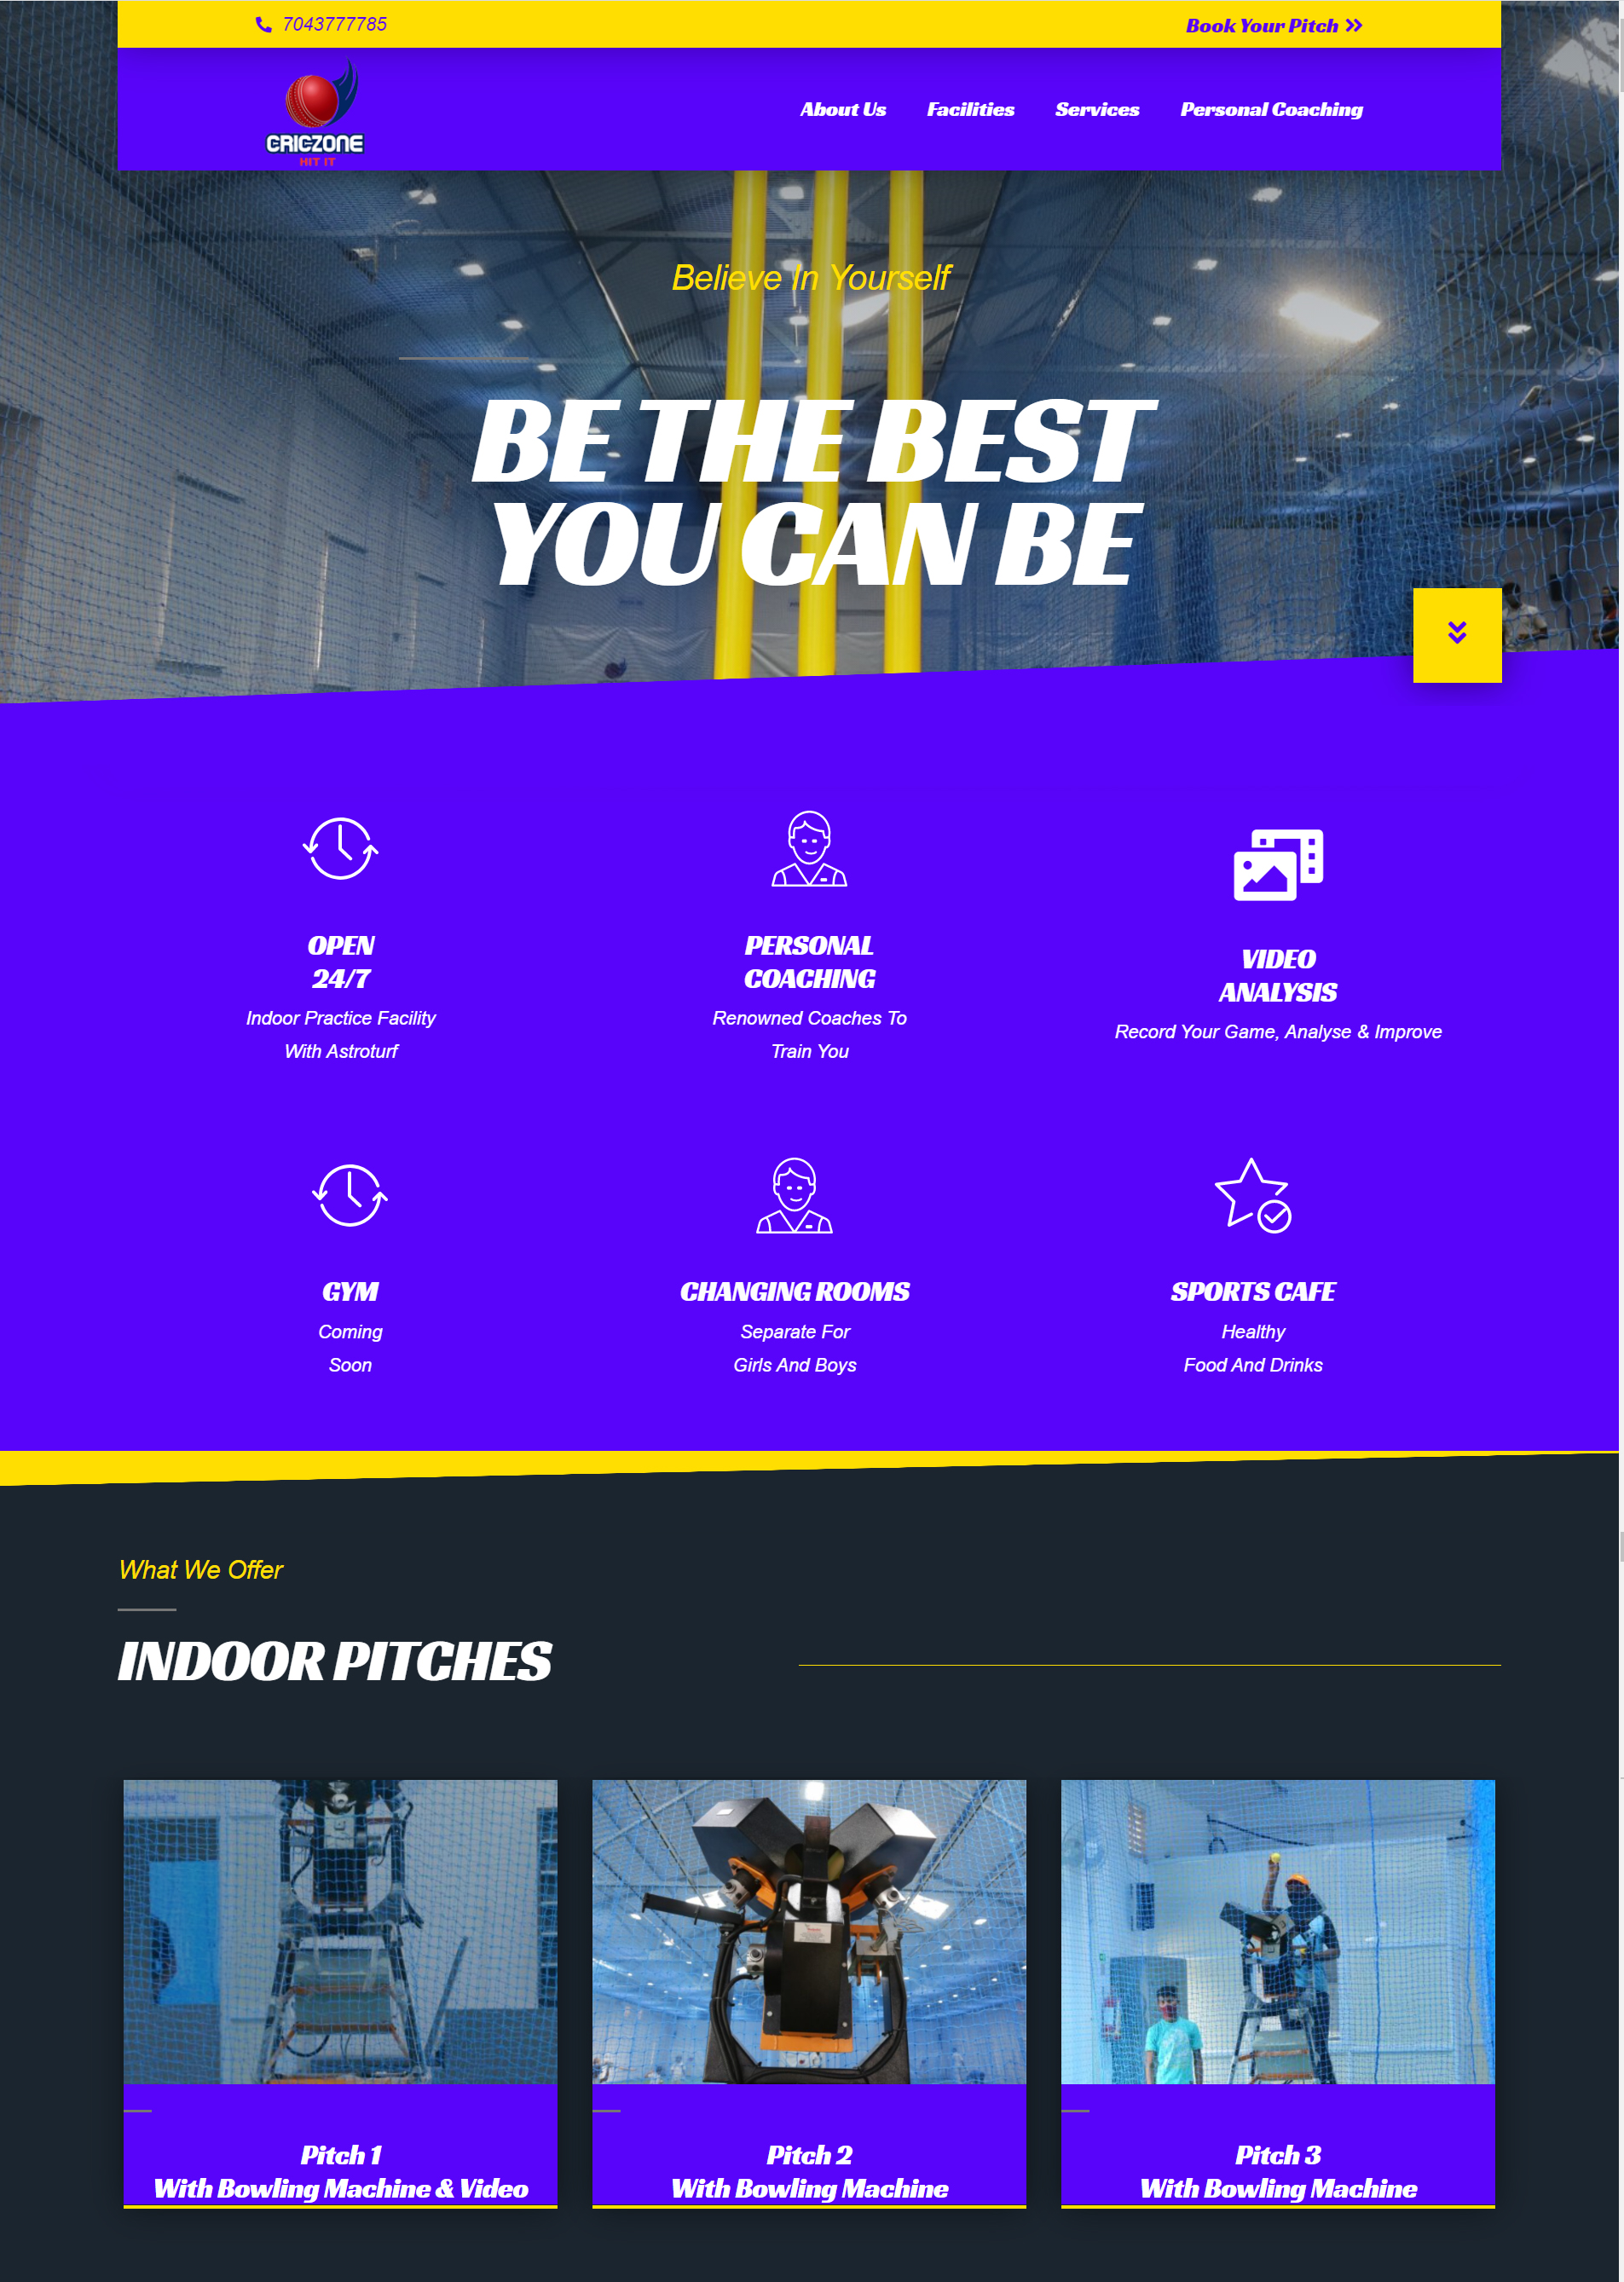 7043777785
Book Your Pitch
CRICZONE
HIT IT
About Us
Facilities
Services
Personal Coaching
Believe In Yourself
BE THE BEST
YOU CAN BE
OPEN
24/7
Indoor Practice Facility
With Astroturf
PERSONAL
COACHING
Renowned Coaches To
Train You
VIDEO
ANALYSIS
Record Your Game, Analyse & Improve
GYM
Coming
Soon
CHANGING ROOMS
Separate For
Girls And Boys
SPORTS CAFE
Healthy
Food And Drinks
What We Offer
INDOOR PITCHES
Pitch 1
With Bowling Machine & Video
Pitch 2
With Bowling Machine
Pitch 3
With Bowling Machine